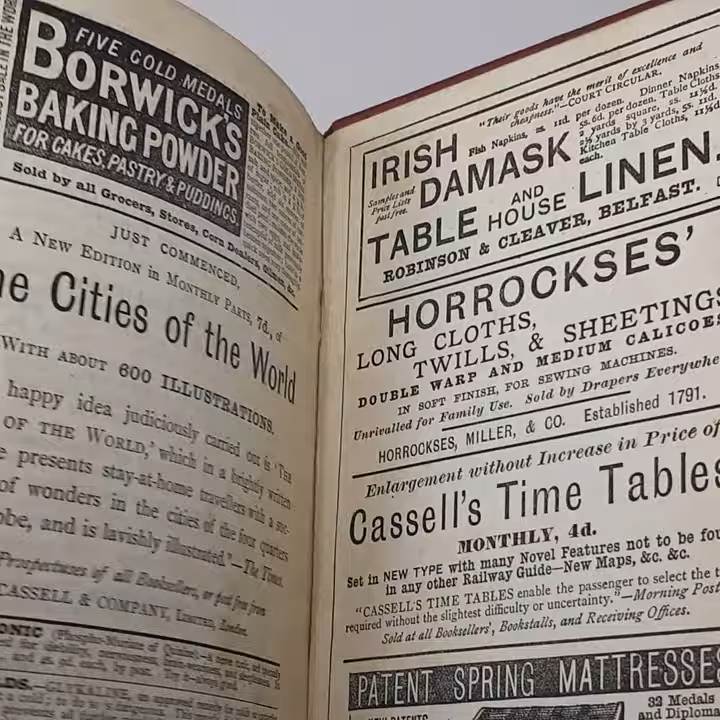 FIVE GOLD MEDALS
BORWICK'S
BAKING POWDER
FOR CAKES, PASTRY & PUDDINGS
Sold by all Grocers, Stores, Corn Dealers, Oilmen, &c.
JUST COMMENCED,
A NEW EDITION in MONTHLY PARTS, 7d., of
Cities of the World
WITH ABOUT 600 ILLUSTRATIONS.
happy idea judiciously carried out is 'The
OF THE WORLD,' which in a brightly written
presents stay-at-home travellers with a suc-
of wonders in the cities of the four quarters
and is lavishly illustrated."—The Times.
Prospectuses of all Booksellers, or post free from
CASSELL & COMPANY, LIMITED, London.
"Their goods have the merit of excellence and
cheapness."—COURT CIRCULAR.
IRISH
Fish Napkins, 2s. 11d. per dozen. Dinner Napkins,
5s. 6d. per dozen. Table Cloths,
2 yards square, 2s. 11½d.
2½ yards by 3 yards, 5s. 11d.
Kitchen Table Cloths, 11½d.
each.
Samples and
Price Lists
post free.
DAMASK
TABLE AND HOUSE LINEN.
ROBINSON & CLEAVER, BELFAST.
HORROCKSES'
LONG CLOTHS,
TWILLS, & SHEETINGS
DOUBLE WARP AND MEDIUM CALICOES
IN SOFT FINISH, FOR SEWING MACHINES.
Unrivalled for Family Use. Sold by Drapers Everywhe
HORROCKSES, MILLER, & CO. Established 1791.
Enlargement without Increase in Price of
Cassell's Time Tables
MONTHLY, 4d.
Set in NEW TYPE with many Novel Features not to be fou
in any other Railway Guide—New Maps, &c. &c.
"CASSELL'S TIME TABLES enable the passenger to select the t
required without the slightest difficulty or uncertainty."—Morning Post
Sold at all Booksellers', Bookstalls, and Receiving Offices.
PATENT SPRING MATTRESSES
32 Medals
and Diploma